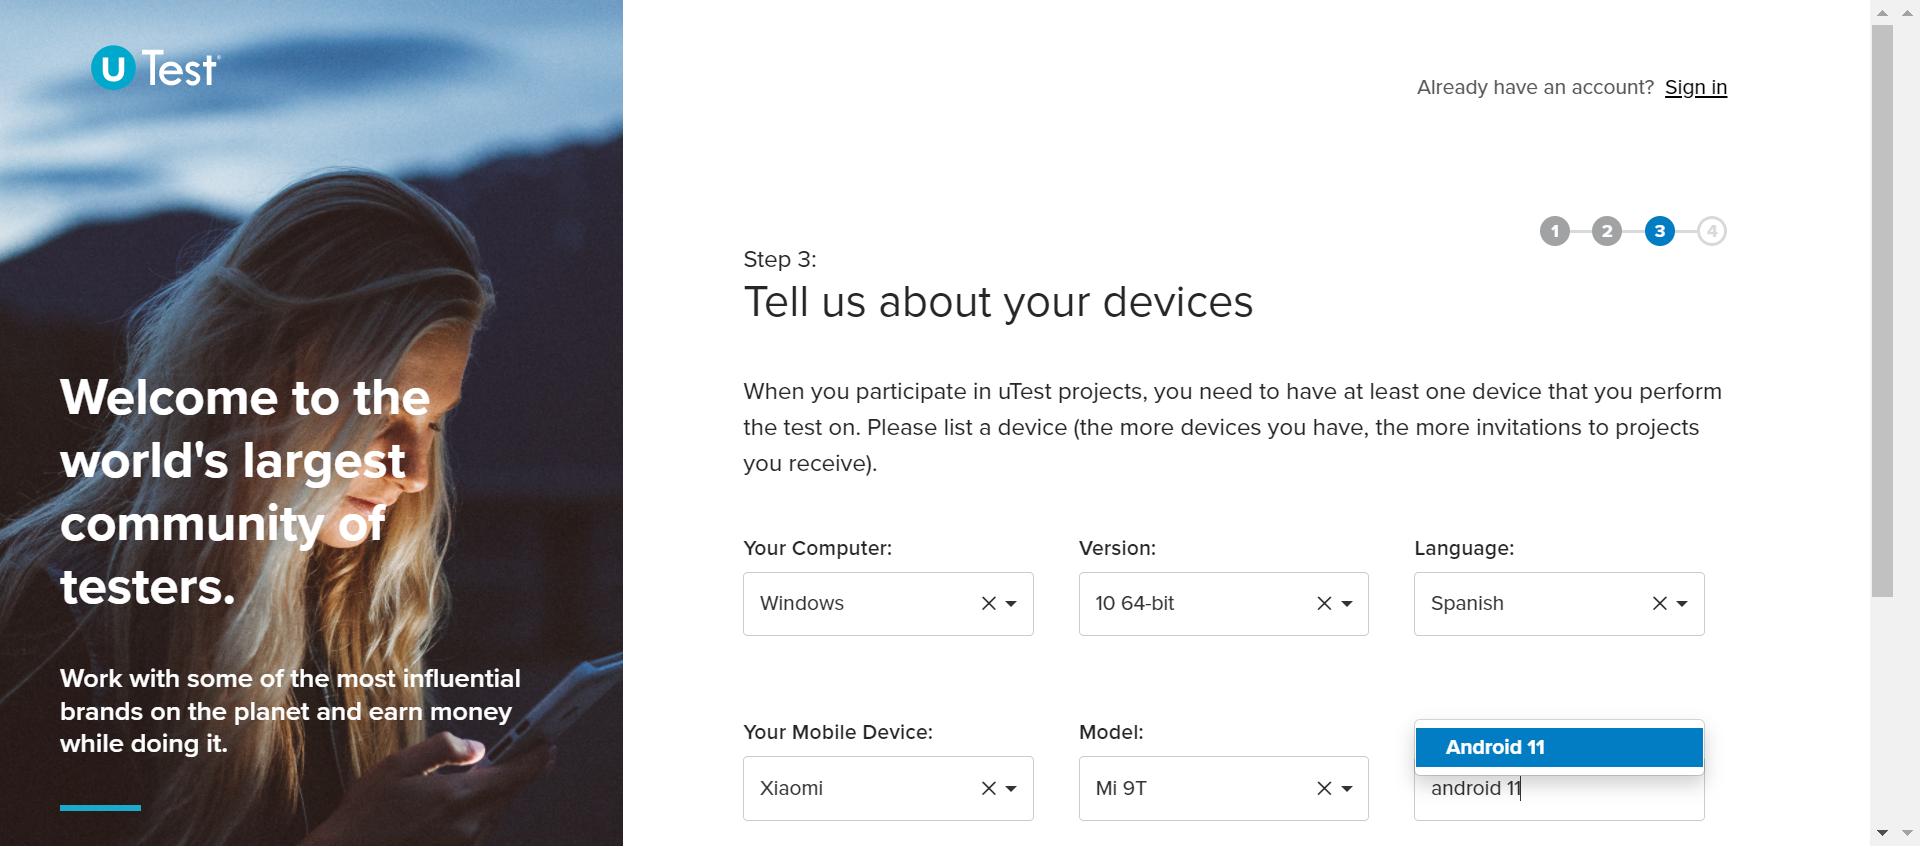 uTest
Already have an account? Sign in
1 2 3 4
Step 3:
Tell us about your devices
Welcome to the
world's largest
community of
testers.
Work with some of the most influential
brands on the planet and earn money
while doing it.
When you participate in uTest projects, you need to have at least one device that you perform
the test on. Please list a device (the more devices you have, the more invitations to projects
you receive).
Your Computer: Version: Language:
Windows 10 64-bit Spanish
Your Mobile Device: Model:
Android 11
Xiaomi Mi 9T android 11